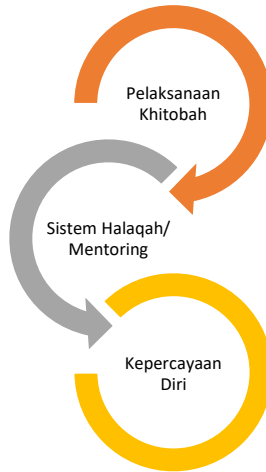 Pelaksanaan
Khitobah
Sistem Halaqah/
Mentoring
Kepercayaan
Diri